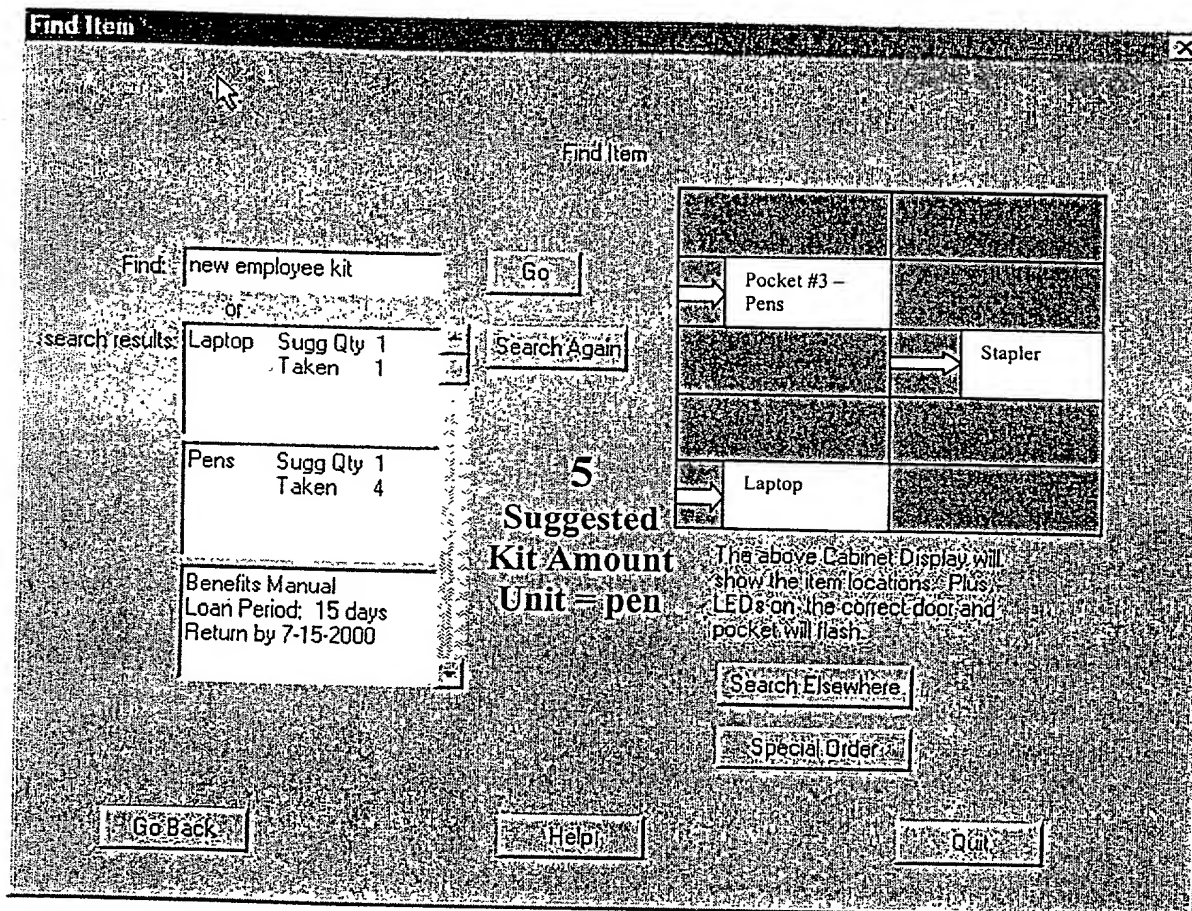 Find Item
Find Item
Find: new employee kit
Go
or
search results:
Laptop Sugg Qty 1
Taken 1
Search Again
Pens Sugg Qty 1
Taken 4
Benefits Manual
Loan Period: 15 days
Return by 7-15-2000
5
Suggested
Kit Amount
Unit = pen
Pocket #3 –
Pens
Stapler
Laptop
The above Cabinet Display will
show the item locations. Plus,
LEDs on the correct door and
pocket will flash.
Search Elsewhere
Special Order
Go Back
Help!
Quit